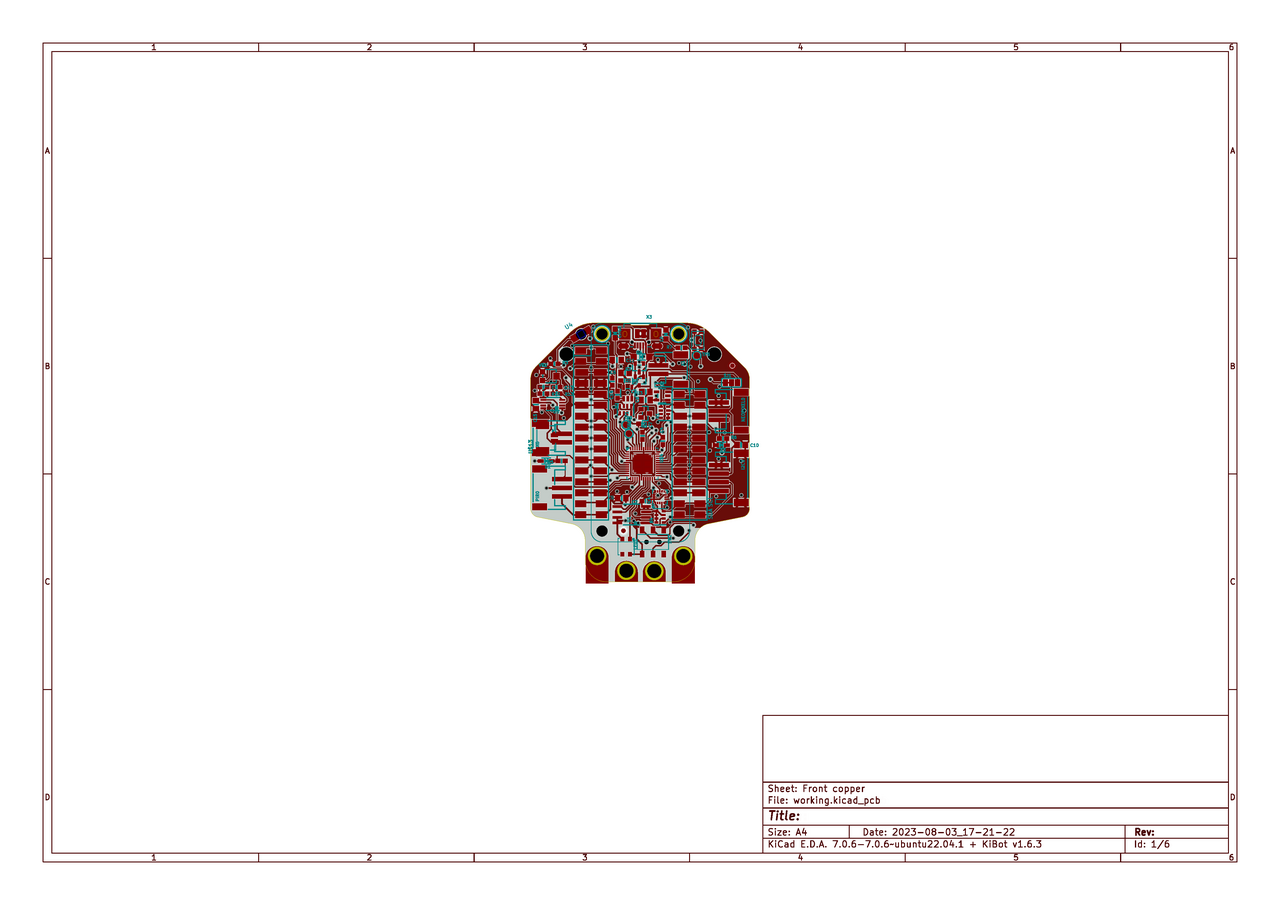 1 2 3 4 5 6
A A
X3
U4
B B
C10
C C
Sheet: Front copper
File: working.kicad_pcb
D D
Title:
Size: A4 Date: 2023-08-03_17-21-22 Rev:
KiCad E.D.A. 7.0.6-7.0.6~ubuntu22.04.1 + KiBot v1.6.3 Id: 1/6
1 2 3 4 5 6